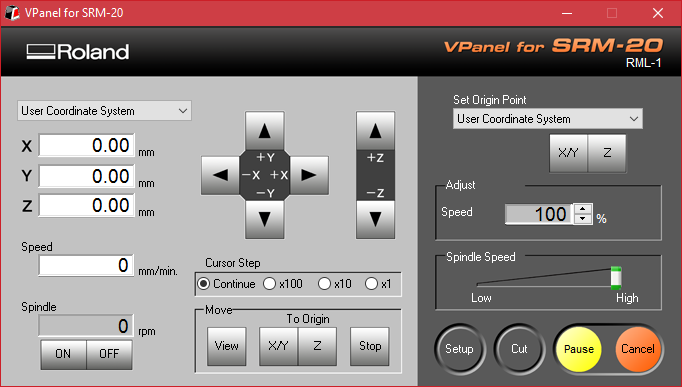 VPanel for SRM-20
Roland
VPanel for SRM-20
RML-1
User Coordinate System
X 0.00 mm
Y 0.00 mm
Z 0.00 mm
Speed
0 mm/min.
Spindle
0 rpm
ON OFF
+Y
-X +X
-Y
+Z
-Z
Cursor Step
Continue x100 x10 x1
Move
To Origin
View X/Y Z Stop
Set Origin Point
User Coordinate System
X/Y Z
Adjust
Speed 100 %
Spindle Speed
Low High
Setup Cut Pause Cancel